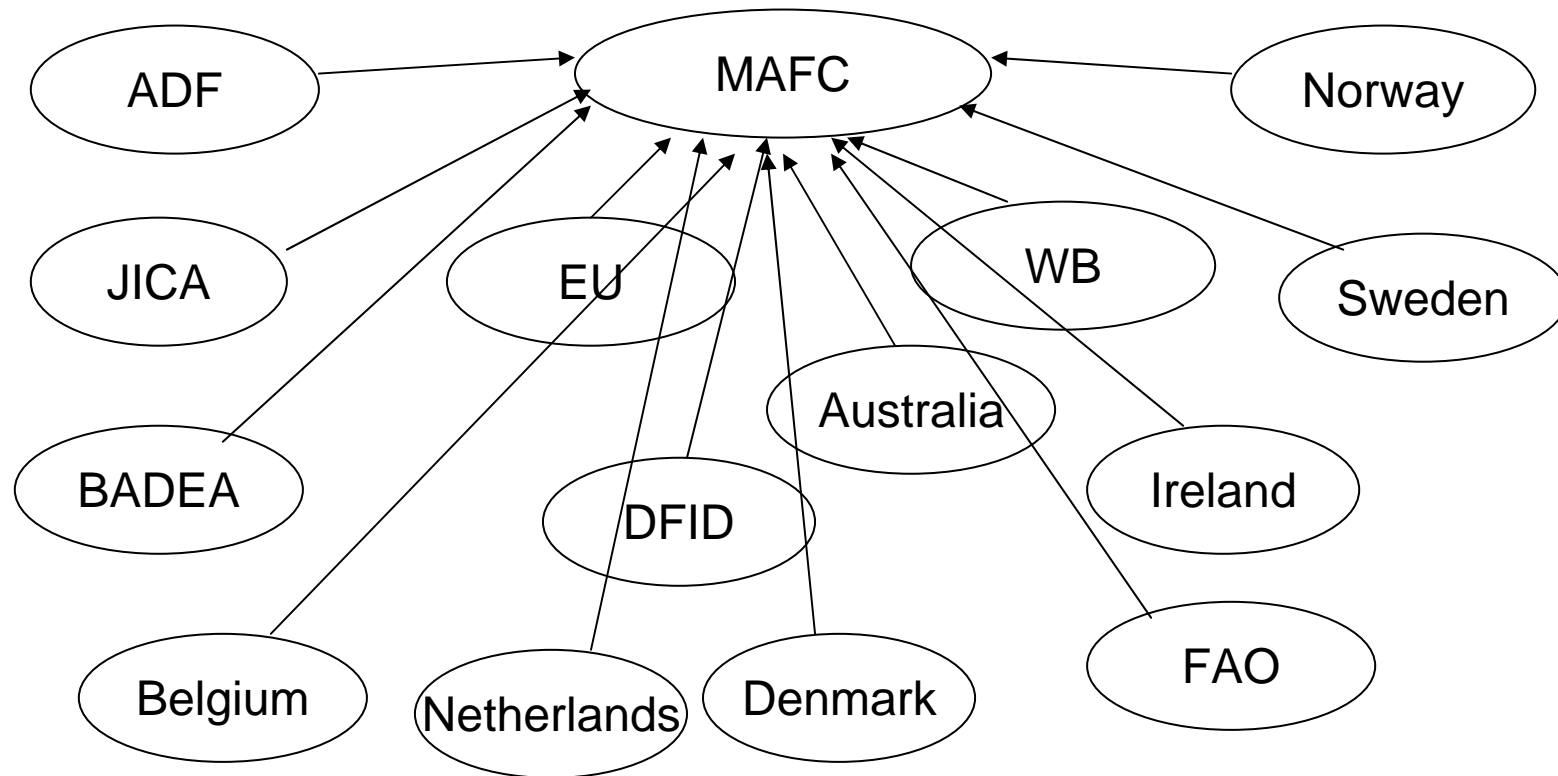 MAFC
ADF
Norway
JICA
EU
WB
Sweden
Australia
BADEA
DFID
Ireland
Belgium
Netherlands
Denmark
FAO